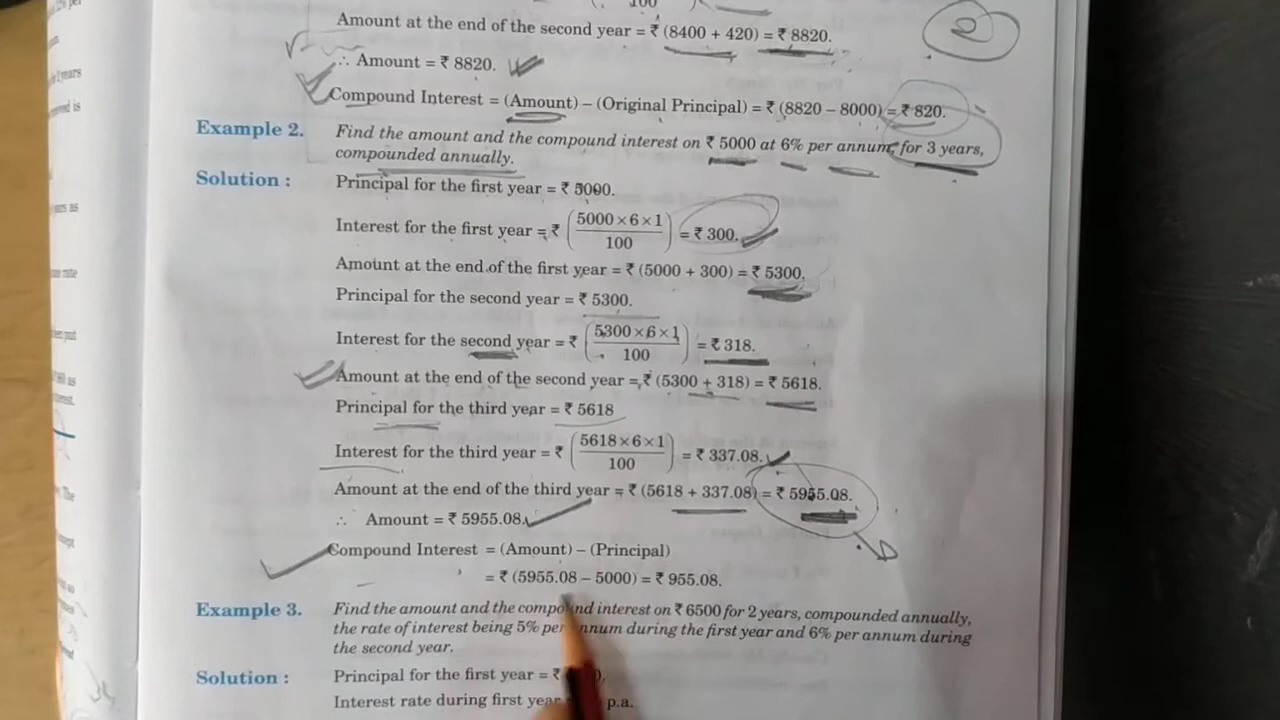 100
Amount at the end of the second year = ₹ (8400 + 420) = ₹ 8820.
∴ Amount = ₹ 8820.
Compound Interest = (Amount) – (Original Principal) = ₹ (8820 – 8000) = ₹ 820.
Example 2. Find the amount and the compound interest on ₹ 5000 at 6% per annum, for 3 years,
compounded annually.
Solution : Principal for the first year = ₹ 5000.
Interest for the first year = ₹ (5000 × 6 × 1 / 100) = ₹ 300.
Amount at the end of the first year = ₹ (5000 + 300) = ₹ 5300.
Principal for the second year = ₹ 5300.
Interest for the second year = ₹ (5300 × 6 × 1 / 100) = ₹ 318.
Amount at the end of the second year = ₹ (5300 + 318) = ₹ 5618.
Principal for the third year = ₹ 5618
Interest for the third year = ₹ (5618 × 6 × 1 / 100) = ₹ 337.08.
Amount at the end of the third year = ₹ (5618 + 337.08) = ₹ 5955.08.
∴ Amount = ₹ 5955.08.
Compound Interest = (Amount) – (Principal)
= ₹ (5955.08 – 5000) = ₹ 955.08.
Example 3. Find the amount and the compound interest on ₹ 6500 for 2 years, compounded annually,
the rate of interest being 5% per annum during the first year and 6% per annum during
the second year.
Solution : Principal for the first year = ₹
Interest rate during first year p.a.